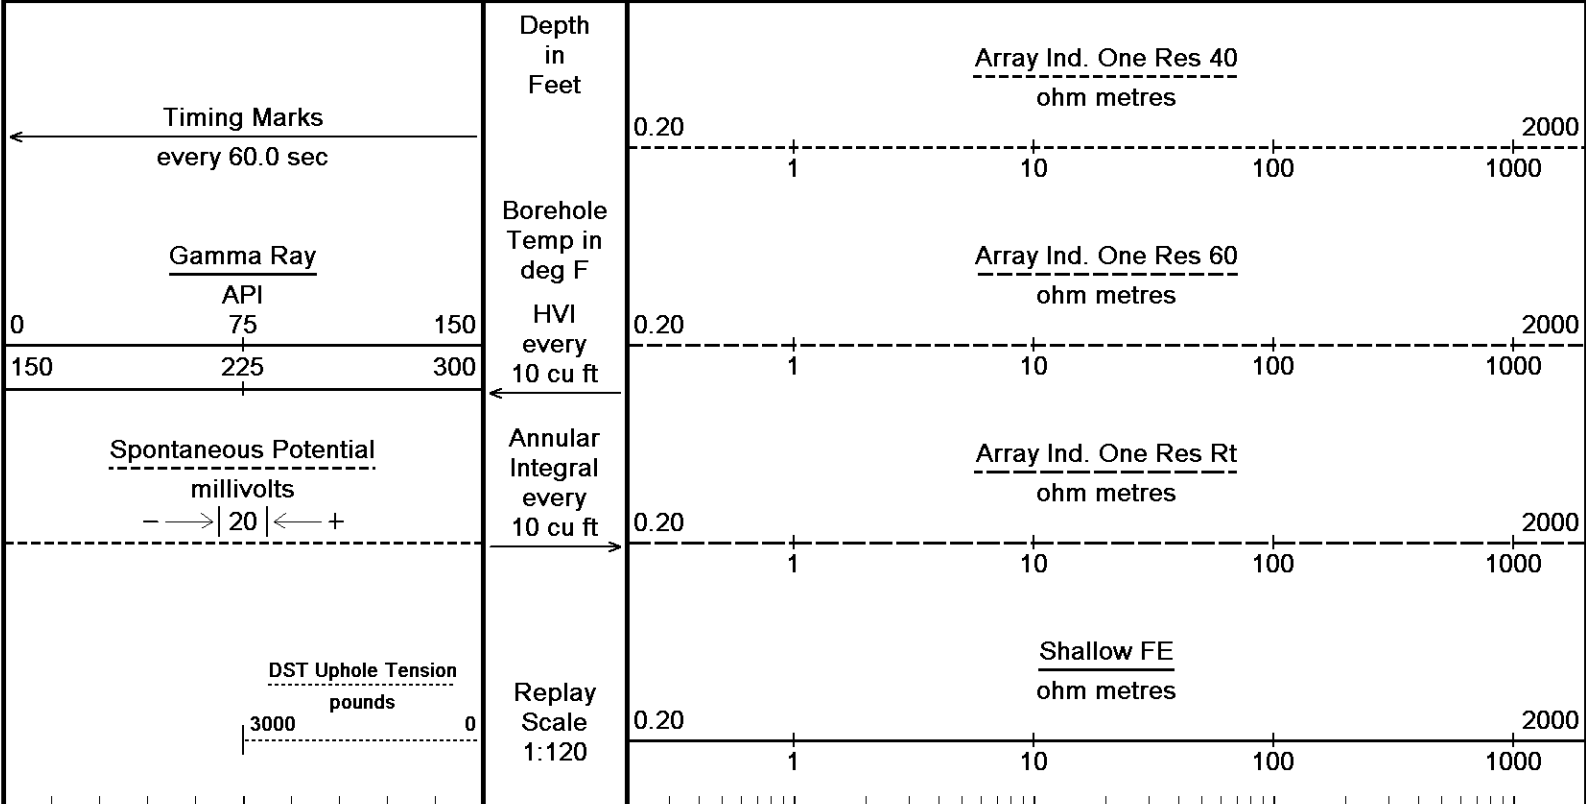 Timing Marks
every 60.0 sec
Gamma Ray
API
0 75 150
150 225 300
Spontaneous Potential
millivolts
− 20 +
DST Uphole Tension
pounds
3000 0
Depth
in
Feet
Borehole
Temp in
deg F
HVI
every
10 cu ft
Annular
Integral
every
10 cu ft
Replay
Scale
1:120
Array Ind. One Res 40
ohm metres
0.20 2000
1 10 100 1000
Array Ind. One Res 60
ohm metres
0.20 2000
1 10 100 1000
Array Ind. One Res Rt
ohm metres
0.20 2000
1 10 100 1000
Shallow FE
ohm metres
0.20 2000
1 10 100 1000